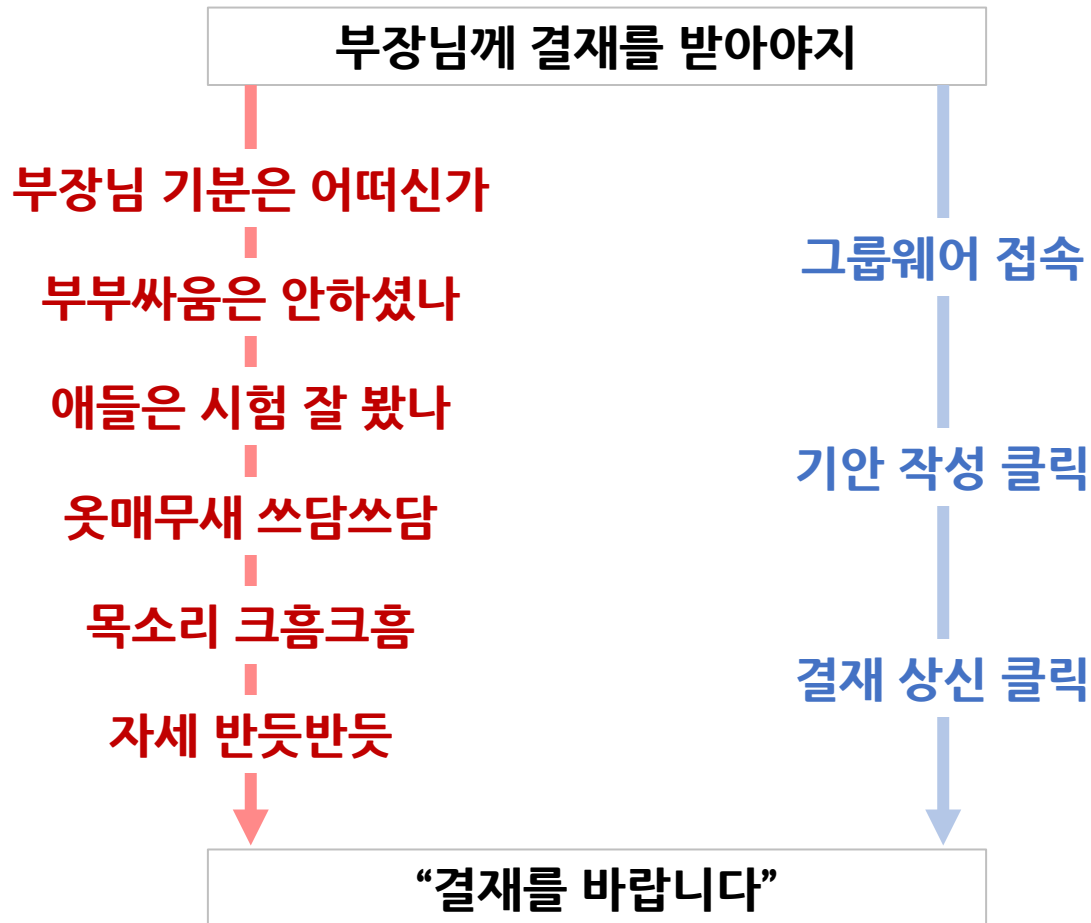 부장님께 결재를 받아야지
부장님 기분은 어떠신가
부부싸움은 안하셨나
애들은 시험 잘 봤나
옷매무새 쓰담쓰담
목소리 크흠크흠
자세 반듯반듯
그룹웨어 접속
기안 작성 클릭
결재 상신 클릭
“결재를 바랍니다”